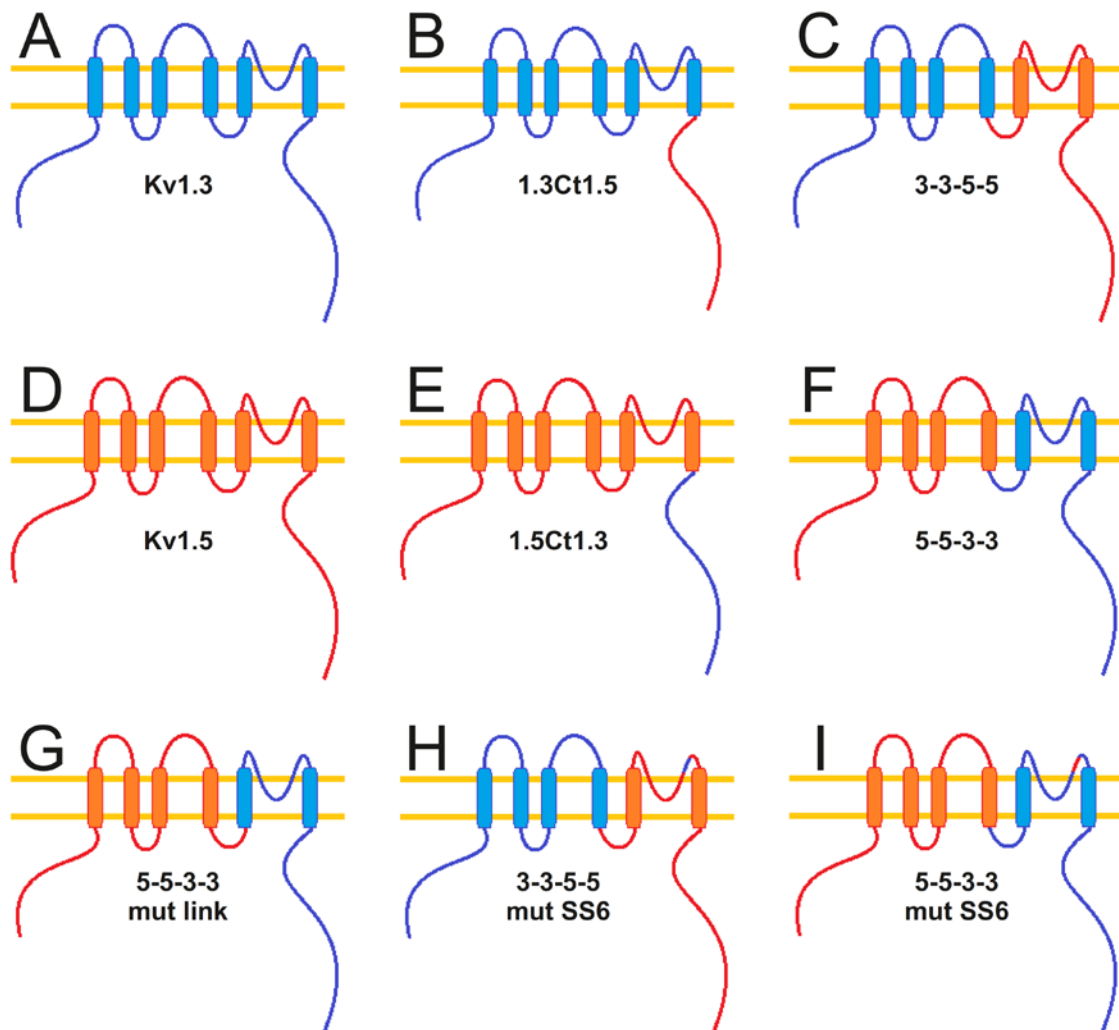 A
B
C
Kv1.3
1.3Ct1.5
3-3-5-5
D
E
F
Kv1.5
1.5Ct1.3
5-5-3-3
G
H
I
5-5-3-3
mut link
3-3-5-5
mut SS6
5-5-3-3
mut SS6